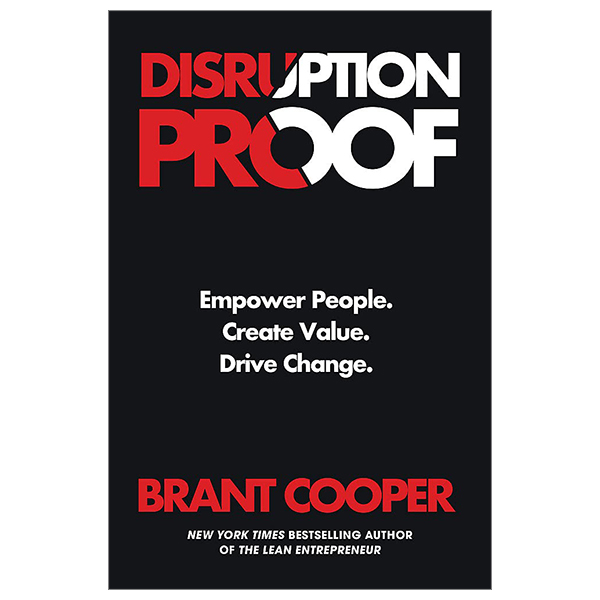 DISRUPTION
PROOF
Empower People.
Create Value.
Drive Change.
BRANT COOPER
NEW YORK TIMES BESTSELLING AUTHOR
OF THE LEAN ENTREPRENEUR